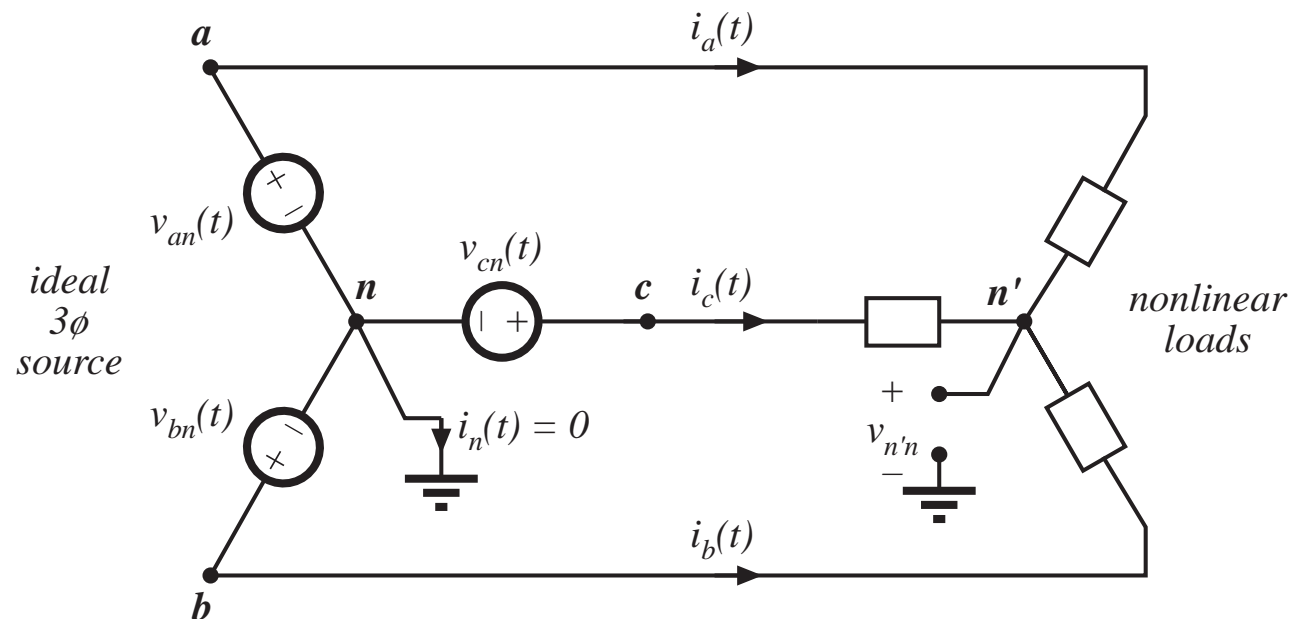 a
i_a(t)
v_an(t)
ideal
3ϕ
source
n
v_cn(t)
c
i_c(t)
n'
nonlinear
loads
v_bn(t)
i_n(t) = 0
+
v_n'n
−
i_b(t)
b